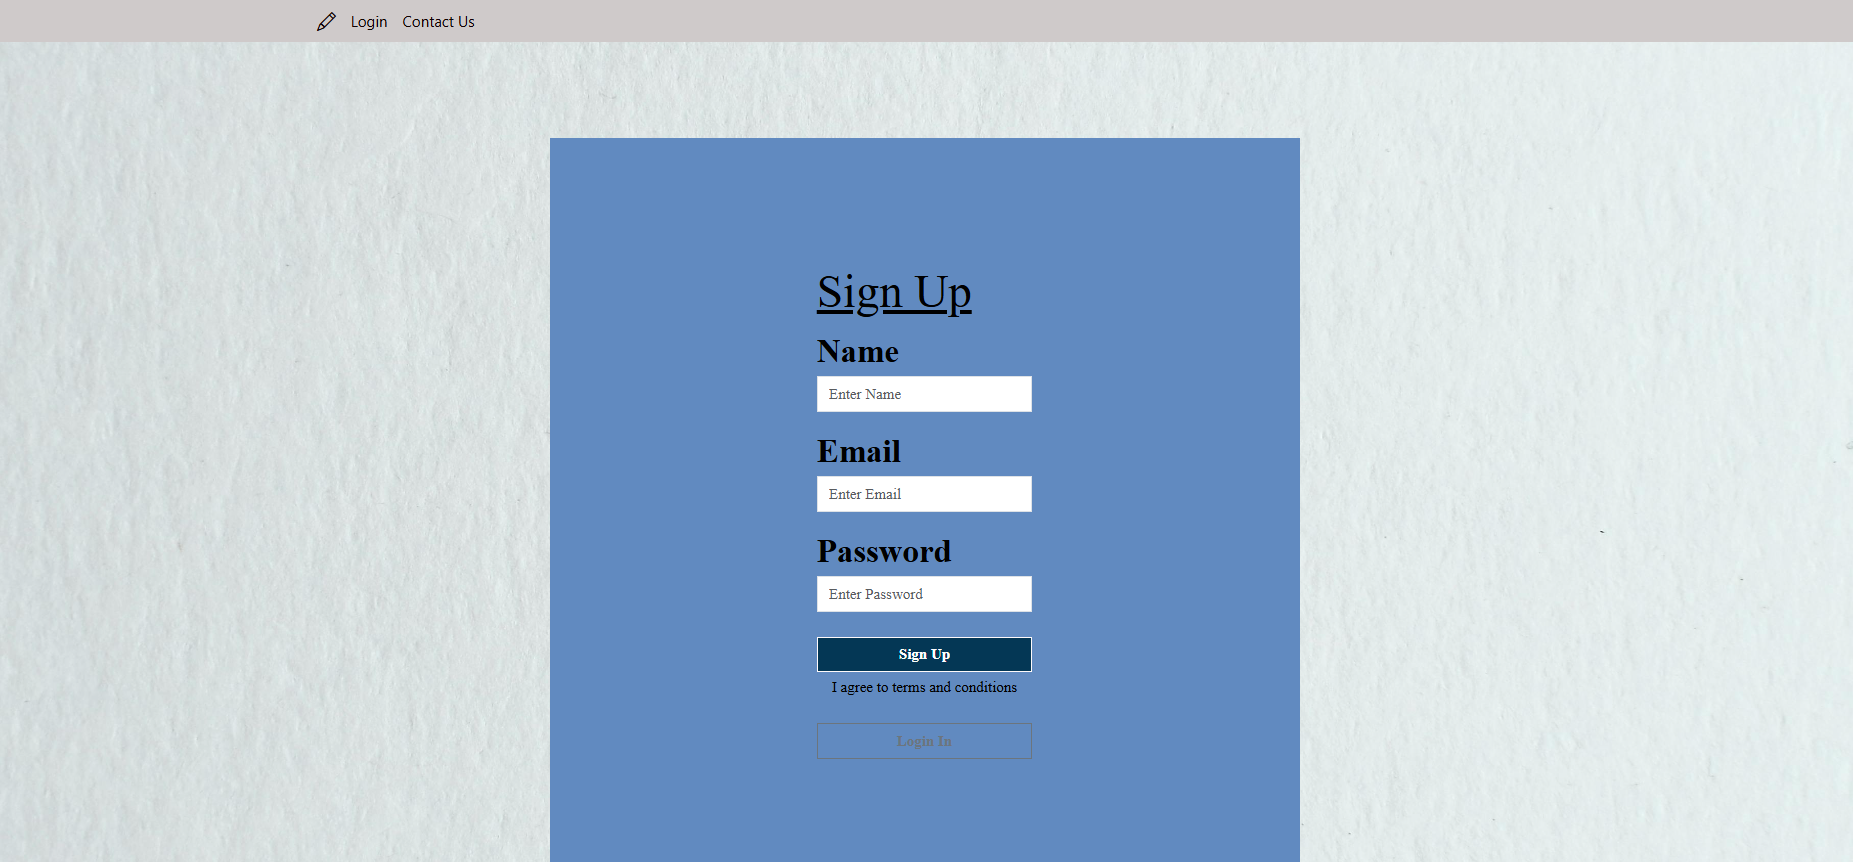 Login Contact Us
Sign Up
Name
Enter Name
Email
Enter Email
Password
Enter Password
Sign Up
I agree to terms and conditions
Login In